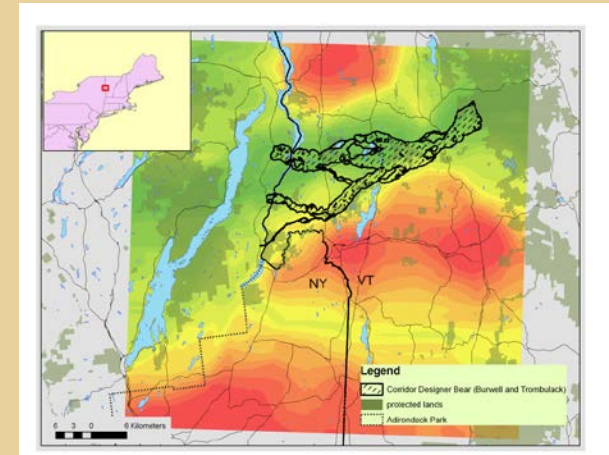 NY VT
Legend
Corridor Designer Bear (Burwell and Trombulack)
protected lands
Adirondack Park
6 3 0 6 Kilometers